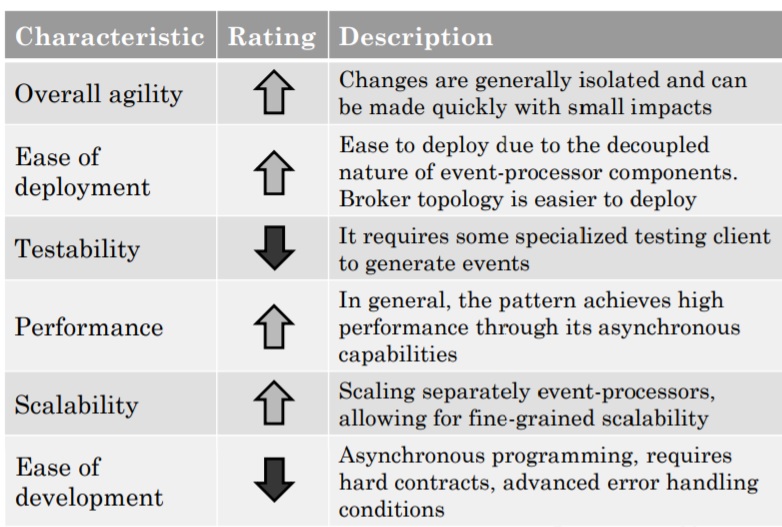 Characteristic Rating Description
Overall agility
Changes are generally isolated and can
be made quickly with small impacts
Ease of
deployment
Ease to deploy due to the decoupled
nature of event-processor components.
Broker topology is easier to deploy
Testability
It requires some specialized testing client
to generate events
Performance
In general, the pattern achieves high
performance through its asynchronous
capabilities
Scalability
Scaling separately event-processors,
allowing for fine-grained scalability
Ease of
development
Asynchronous programming, requires
hard contracts, advanced error handling
conditions